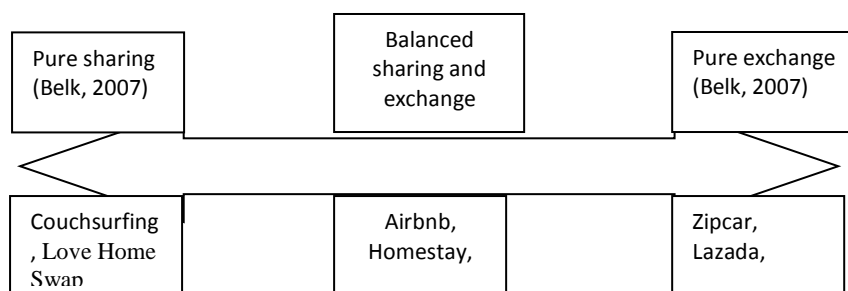 Pure sharing
(Belk, 2007)
Balanced
sharing and
exchange
Pure exchange
(Belk, 2007)
Couchsurfing
, Love Home
Swap
Airbnb,
Homestay,
Zipcar,
Lazada,